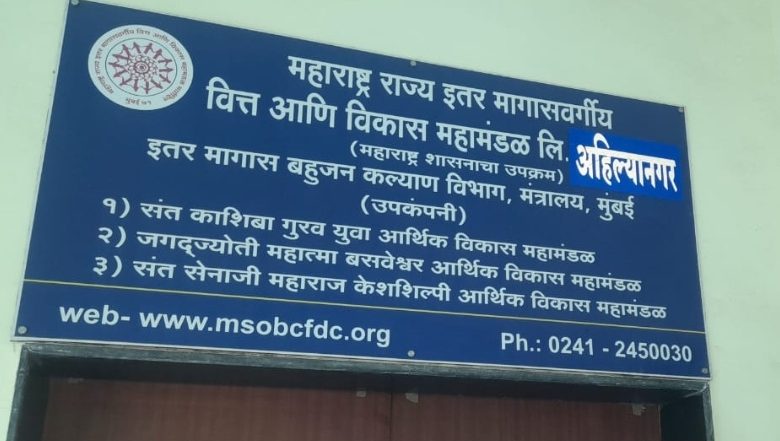 महाराष्ट्र राज्य इतर मागासवर्गीय
वित्त आणि विकास महामंडळ लि. अहिल्यानगर
(महाराष्ट्र शासनाचा उपक्रम)
इतर मागास बहुजन कल्याण विभाग, मंत्रालय, मुंबई
(उपकंपनी)
१) संत काशिबा गुरव युवा आर्थिक विकास महामंडळ
२) जगद्ज्योती महात्मा बसवेश्वर आर्थिक विकास महामंडळ
३) संत सेनाजी महाराज केशशिल्पी आर्थिक विकास महामंडळ
web- www.msobcfdc.org Ph.: 0241 - 2450030